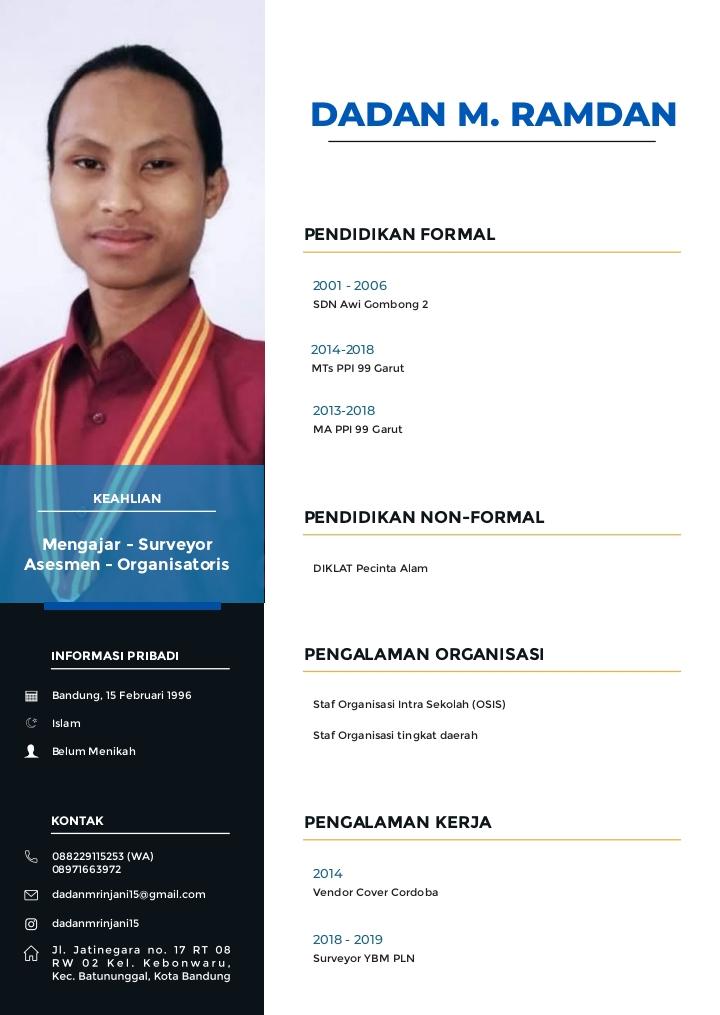 DADAN M. RAMDAN
KEAHLIAN
Mengajar - Surveyor
Asesmen - Organisatoris
INFORMASI PRIBADI
Bandung, 15 Februari 1996
Islam
Belum Menikah
KONTAK
088229115253 (WA)
08971663972
dadanmrinjani15@gmail.com
dadanmrinjani15
Jl. Jatinegara no. 17 RT 08
RW 02 Kel. Kebonwaru,
Kec. Batununggal, Kota Bandung
PENDIDIKAN FORMAL
2001 - 2006
SDN Awi Gombong 2
2014-2018
MTs PPI 99 Garut
2013-2018
MA PPI 99 Garut
PENDIDIKAN NON-FORMAL
DIKLAT Pecinta Alam
PENGALAMAN ORGANISASI
Staf Organisasi Intra Sekolah (OSIS)
Staf Organisasi tingkat daerah
PENGALAMAN KERJA
2014
Vendor Cover Cordoba
2018 - 2019
Surveyor YBM PLN